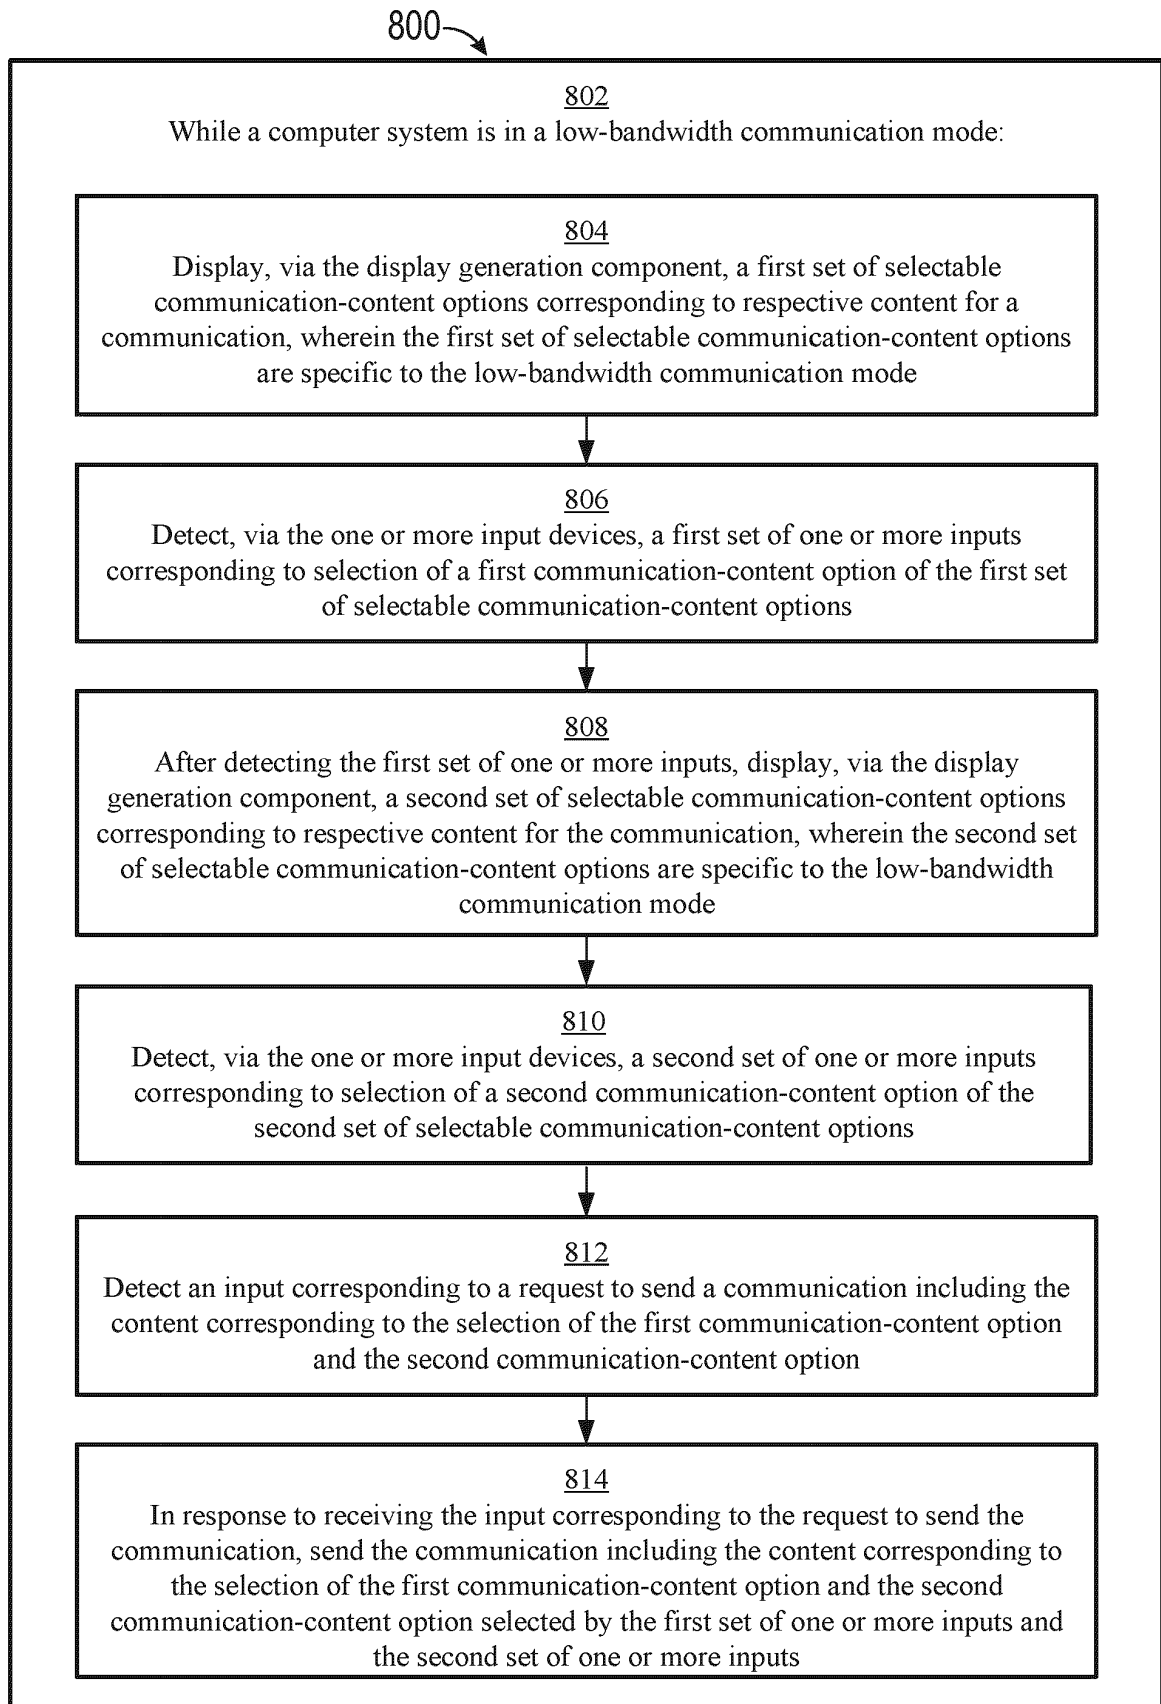 800
802
While a computer system is in a low-bandwidth communication mode:
804
Display, via the display generation component, a first set of selectable
communication-content options corresponding to respective content for a
communication, wherein the first set of selectable communication-content options
are specific to the low-bandwidth communication mode
806
Detect, via the one or more input devices, a first set of one or more inputs
corresponding to selection of a first communication-content option of the first set
of selectable communication-content options
808
After detecting the first set of one or more inputs, display, via the display
generation component, a second set of selectable communication-content options
corresponding to respective content for the communication, wherein the second set
of selectable communication-content options are specific to the low-bandwidth
communication mode
810
Detect, via the one or more input devices, a second set of one or more inputs
corresponding to selection of a second communication-content option of the
second set of selectable communication-content options
812
Detect an input corresponding to a request to send a communication including the
content corresponding to the selection of the first communication-content option
and the second communication-content option
814
In response to receiving the input corresponding to the request to send the
communication, send the communication including the content corresponding to
the selection of the first communication-content option and the second
communication-content option selected by the first set of one or more inputs and
the second set of one or more inputs